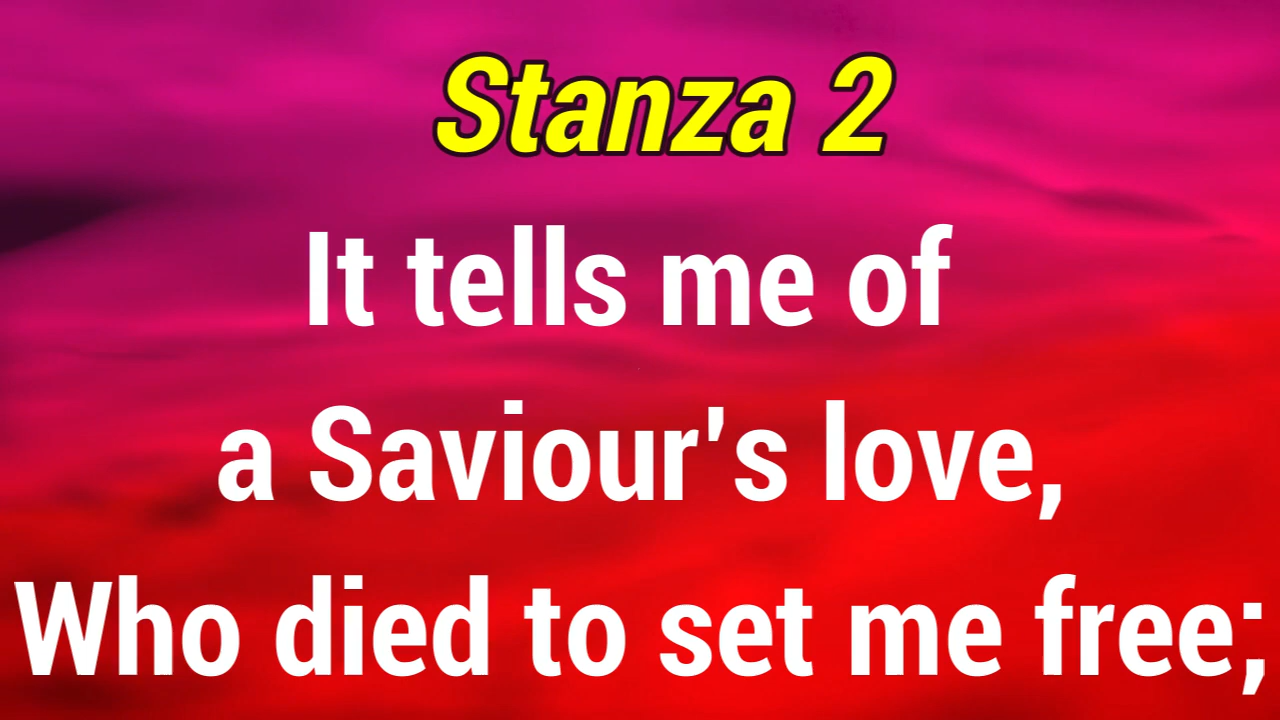 Stanza 2
It tells me of
a Saviour's love,
Who died to set me free;